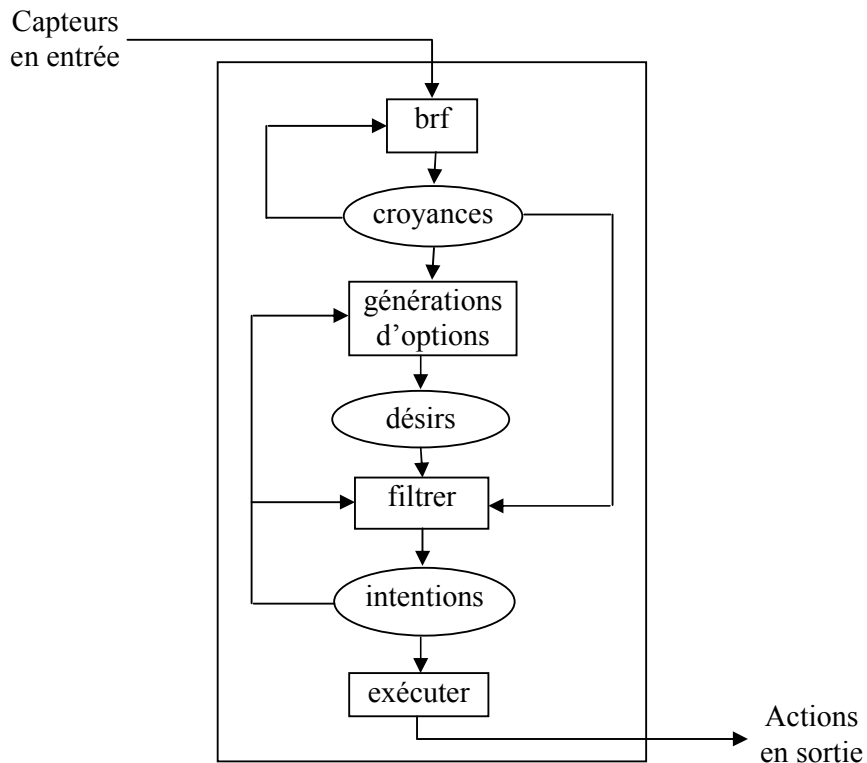 Capteurs
en entrée
brf
croyances
générations
d’options
désirs
filtrer
intentions
exécuter
Actions
en sortie